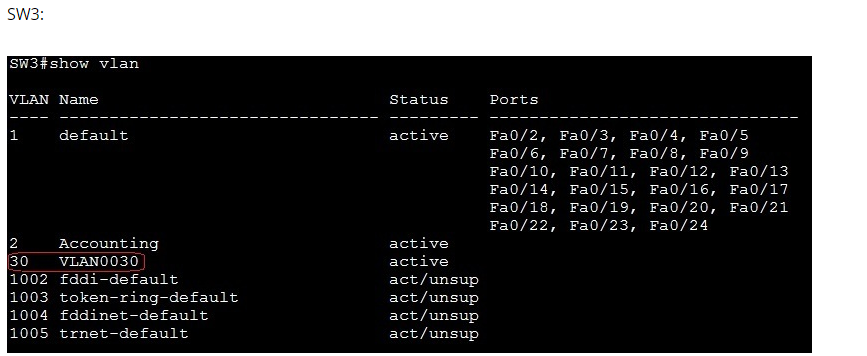 SW3:
SW3#show vlan
VLAN Name                             Status    Ports
---- -------------------------------- --------- -------------------------------
1    default                          active    Fa0/2, Fa0/3, Fa0/4, Fa0/5
                                                Fa0/6, Fa0/7, Fa0/8, Fa0/9
                                                Fa0/10, Fa0/11, Fa0/12, Fa0/13
                                                Fa0/14, Fa0/15, Fa0/16, Fa0/17
                                                Fa0/18, Fa0/19, Fa0/20, Fa0/21
                                                Fa0/22, Fa0/23, Fa0/24
2    Accounting                       active
30   VLAN0030                         active
1002 fddi-default                     act/unsup
1003 token-ring-default               act/unsup
1004 fddinet-default                  act/unsup
1005 trnet-default                    act/unsup